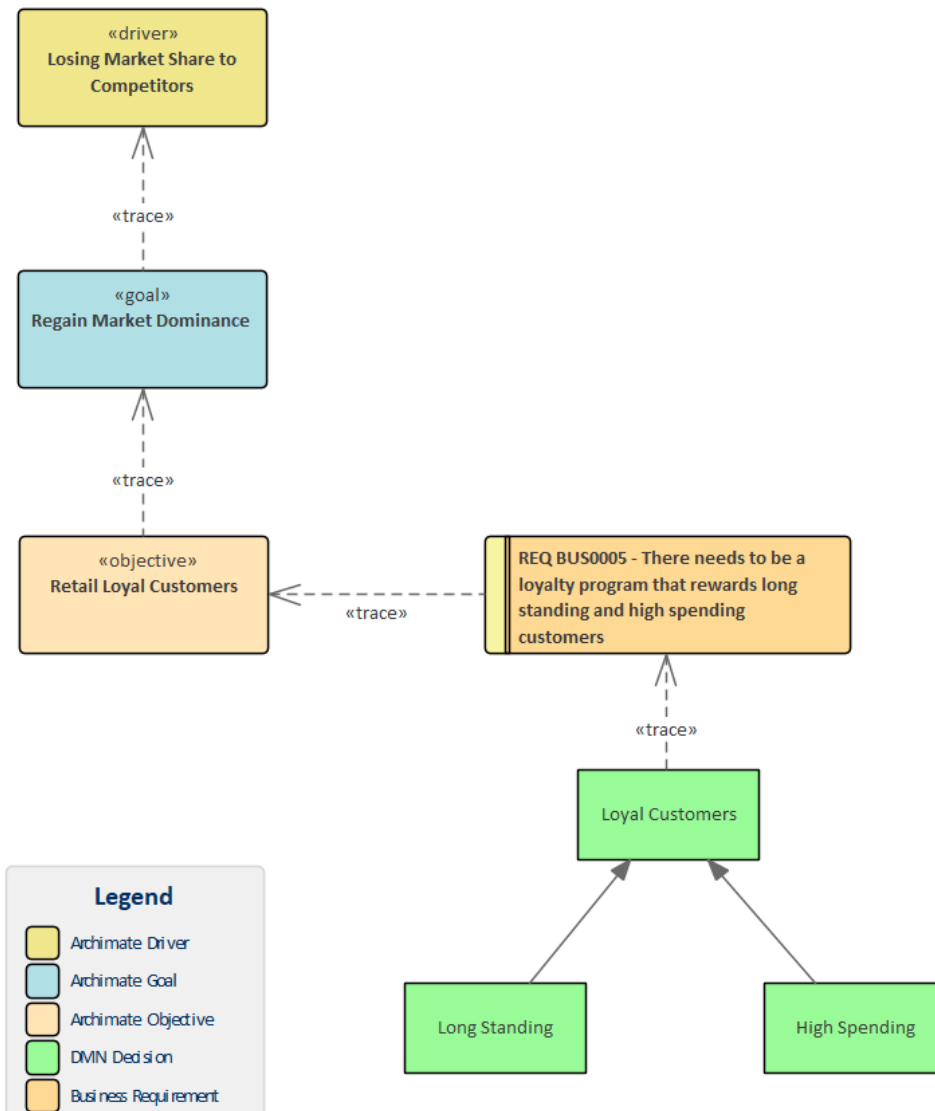 «driver»
Losing Market Share to
Competitors
«trace»
«goal»
Regain Market Dominance
«trace»
«objective»
Retail Loyal Customers
«trace»
REQ BUS0005 - There needs to be a
loyalty program that rewards long
standing and high spending
customers
«trace»
Loyal Customers
Long Standing
High Spending
Legend
Archimate Driver
Archimate Goal
Archimate Objective
DMN Decision
Business Requirement